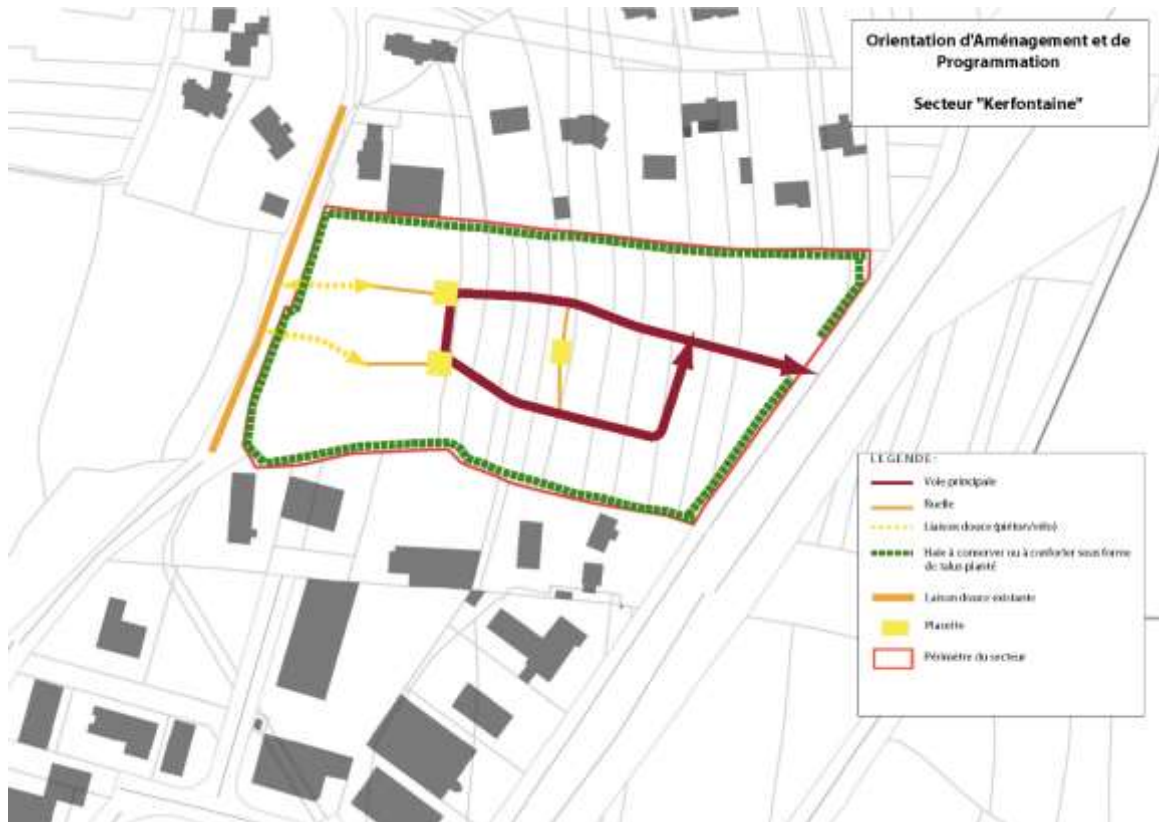 Orientation d'Aménagement et de
Programmation
Secteur "Kerfontaine"
LEGENDE :
Voie principale
Ruelle
Liaison douce (piéton/vélo)
Haie à conserver ou à conforter sous forme
de talus planté
Liaison douce existante
Placette
Périmètre du secteur